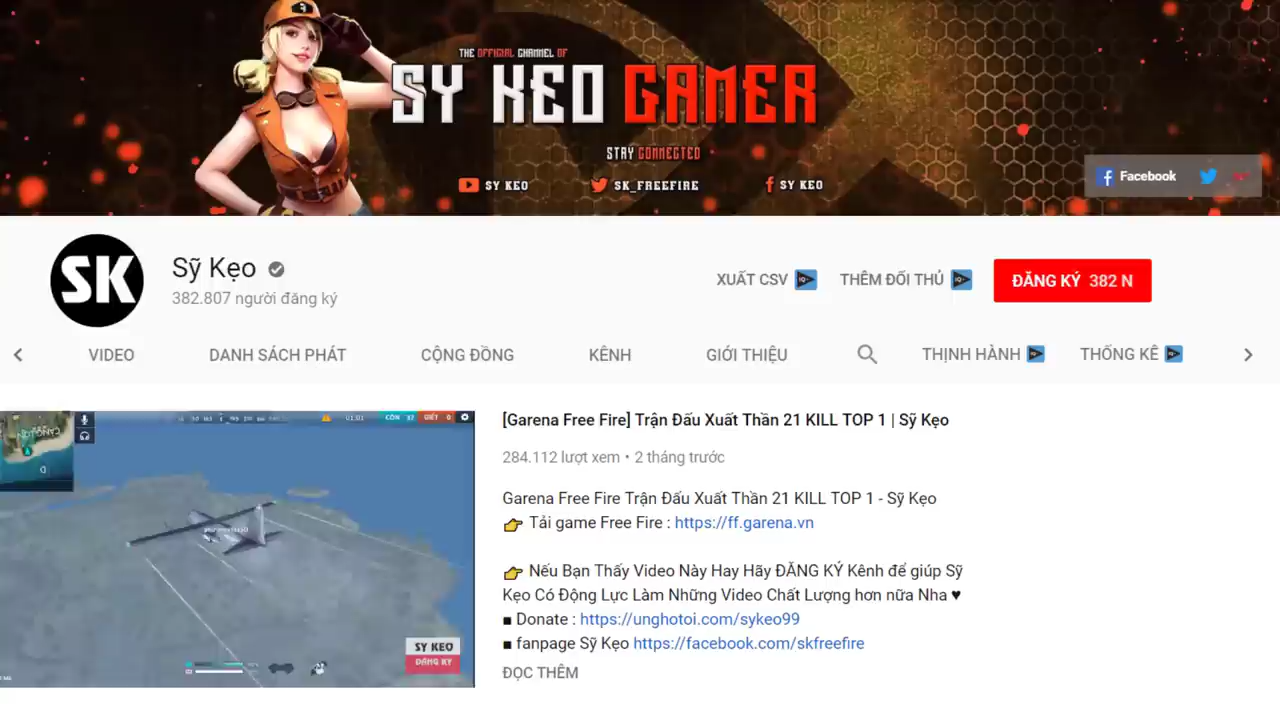 THE OFFICIAL CHANNEL OF
SY KEO GAMER
STAY CONNECTED
SY KEO
SK_FREEFIRE
SY KEO
Facebook
SK
Sỹ Kẹo
382.807 người đăng ký
XUẤT CSV
THÊM ĐỐI THỦ
ĐĂNG KÝ 382 N
VIDEO
DANH SÁCH PHÁT
CỘNG ĐỒNG
KÊNH
GIỚI THIỆU
THỊNH HÀNH
THỐNG KÊ
01:01
CÒN 37
GIẾT 0
SY KEO
ĐĂNG KÝ
[Garena Free Fire] Trận Đấu Xuất Thần 21 KILL TOP 1 | Sỹ Kẹo
284.112 lượt xem • 2 tháng trước
Garena Free Fire Trận Đấu Xuất Thần 21 KILL TOP 1 - Sỹ Kẹo
👉 Tải game Free Fire : https://ff.garena.vn
👉 Nếu Bạn Thấy Video Này Hay Hãy ĐĂNG KÝ Kênh để giúp Sỹ
Kẹo Có Động Lực Làm Những Video Chất Lượng hơn nữa Nha ♥
■ Donate : https://unghotoi.com/sykeo99
■ fanpage Sỹ Kẹo https://facebook.com/skfreefire
ĐỌC THÊM